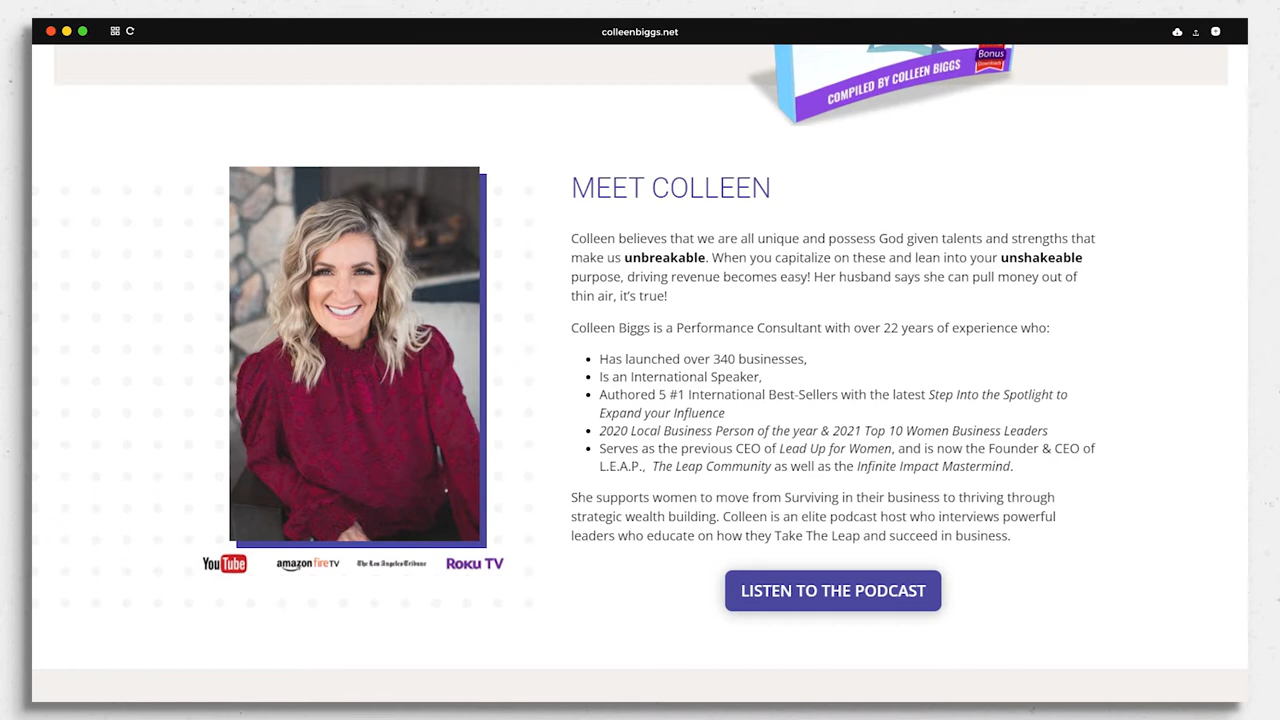 colleenbiggs.net
Bonus
Downloads
COMPILED BY COLLEEN BIGGS
MEET COLLEEN
Colleen believes that we are all unique and possess God given talents and strengths that
make us unbreakable. When you capitalize on these and lean into your unshakeable
purpose, driving revenue becomes easy! Her husband says she can pull money out of
thin air, it's true!
Colleen Biggs is a Performance Consultant with over 22 years of experience who:
• Has launched over 340 businesses,
• Is an International Speaker,
• Authored 5 #1 International Best-Sellers with the latest Step Into the Spotlight to
Expand your Influence
• 2020 Local Business Person of the year & 2021 Top 10 Women Business Leaders
• Serves as the previous CEO of Lead Up for Women, and is now the Founder & CEO of
L.E.A.P., The Leap Community as well as the Infinite Impact Mastermind.
She supports women to move from Surviving in their business to thriving through
strategic wealth building. Colleen is an elite podcast host who interviews powerful
leaders who educate on how they Take The Leap and succeed in business.
YouTube amazon fireTV The Los Angeles Tribune ROKU TV
LISTEN TO THE PODCAST